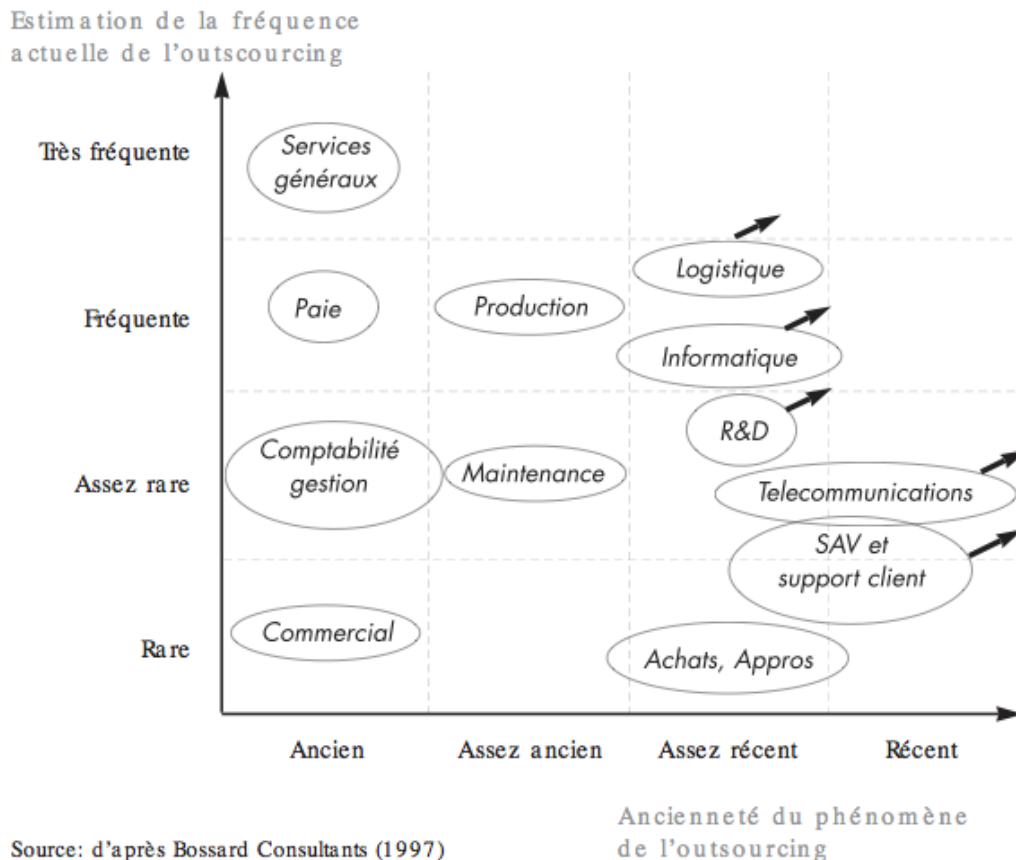 Estimation de la fréquence
actuelle de l'outscourcing
Très fréquente
Services
généraux
Logistique
Fréquente
Paie
Production
Informatique
R&D
Comptabilité
gestion
Assez rare
Maintenance
Telecommunications
SAV et
support client
Rare
Commercial
Achats, Appros
Ancien
Assez ancien
Assez récent
Récent
Ancienneté du phénomène
de l'outsourcing
Source: d'après Bossard Consultants (1997)